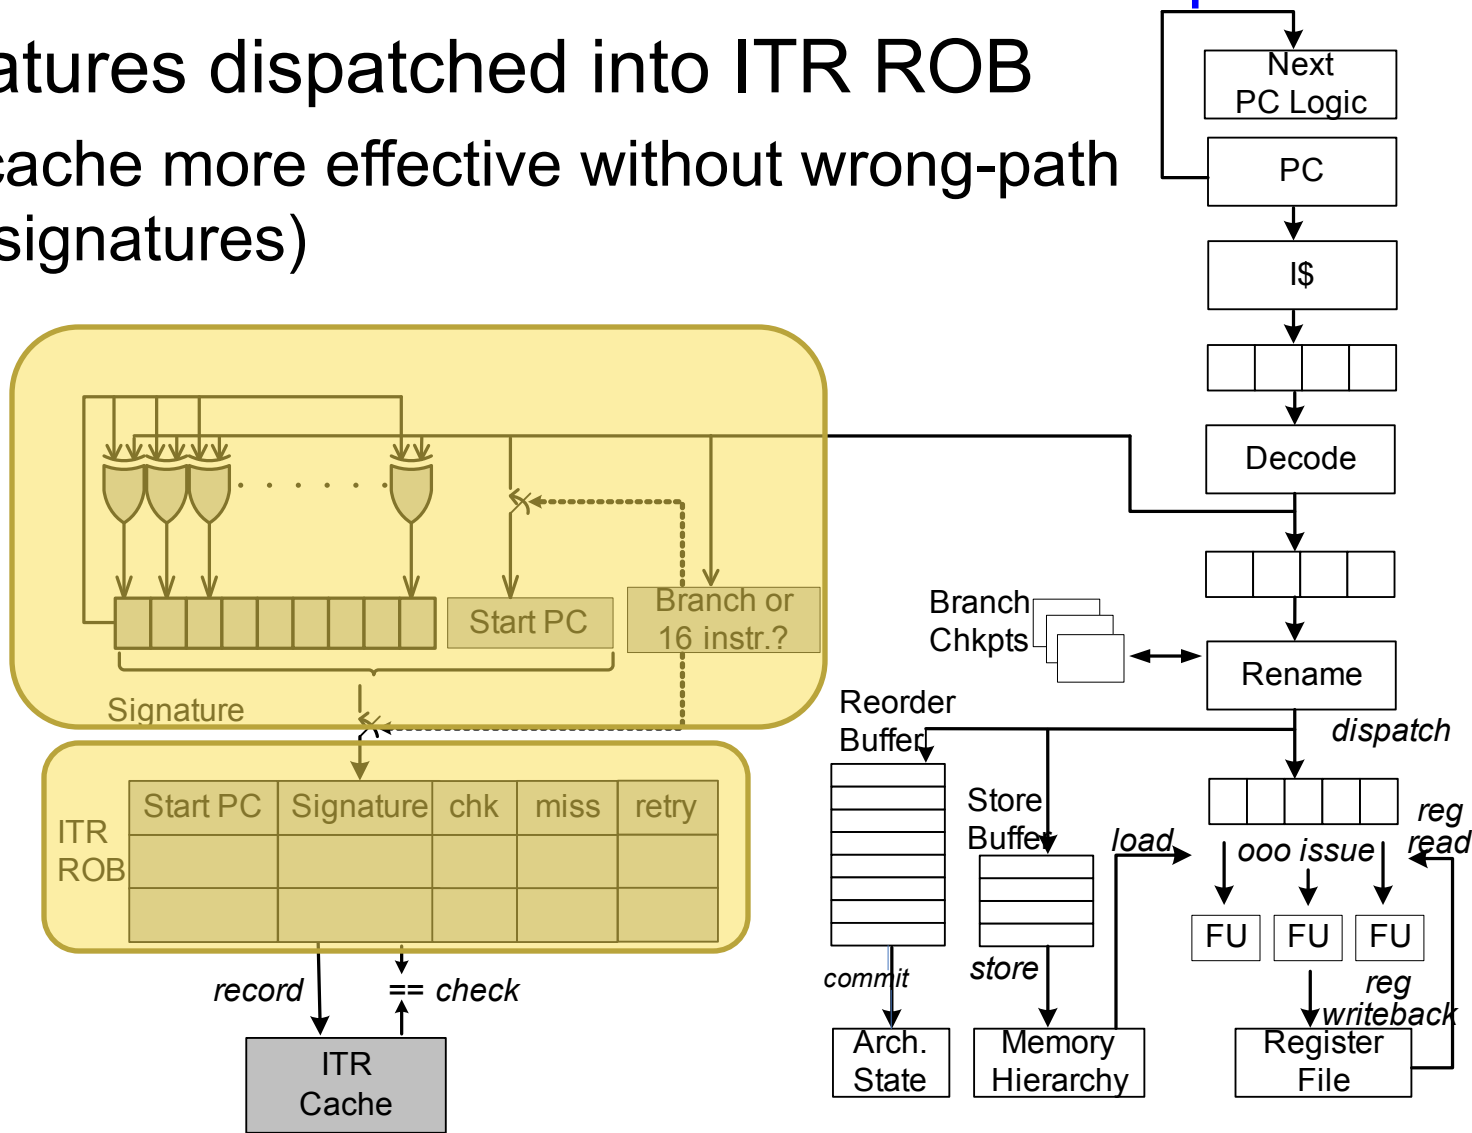 atures dispatched into ITR ROB
cache more effective without wrong-path
signatures)
Next
PC Logic
PC
I$
Decode
Branch
Chkpts
Rename
dispatch
Reorder
Buffer
Store
Buffer
load
ooo issue
reg
read
FU
FU
FU
reg
writeback
commit
store
Arch.
State
Memory
Hierarchy
Register
File
Start PC
Branch or
16 instr.?
Signature
ITR
ROB
Start PC Signature chk miss retry
record
== check
ITR
Cache